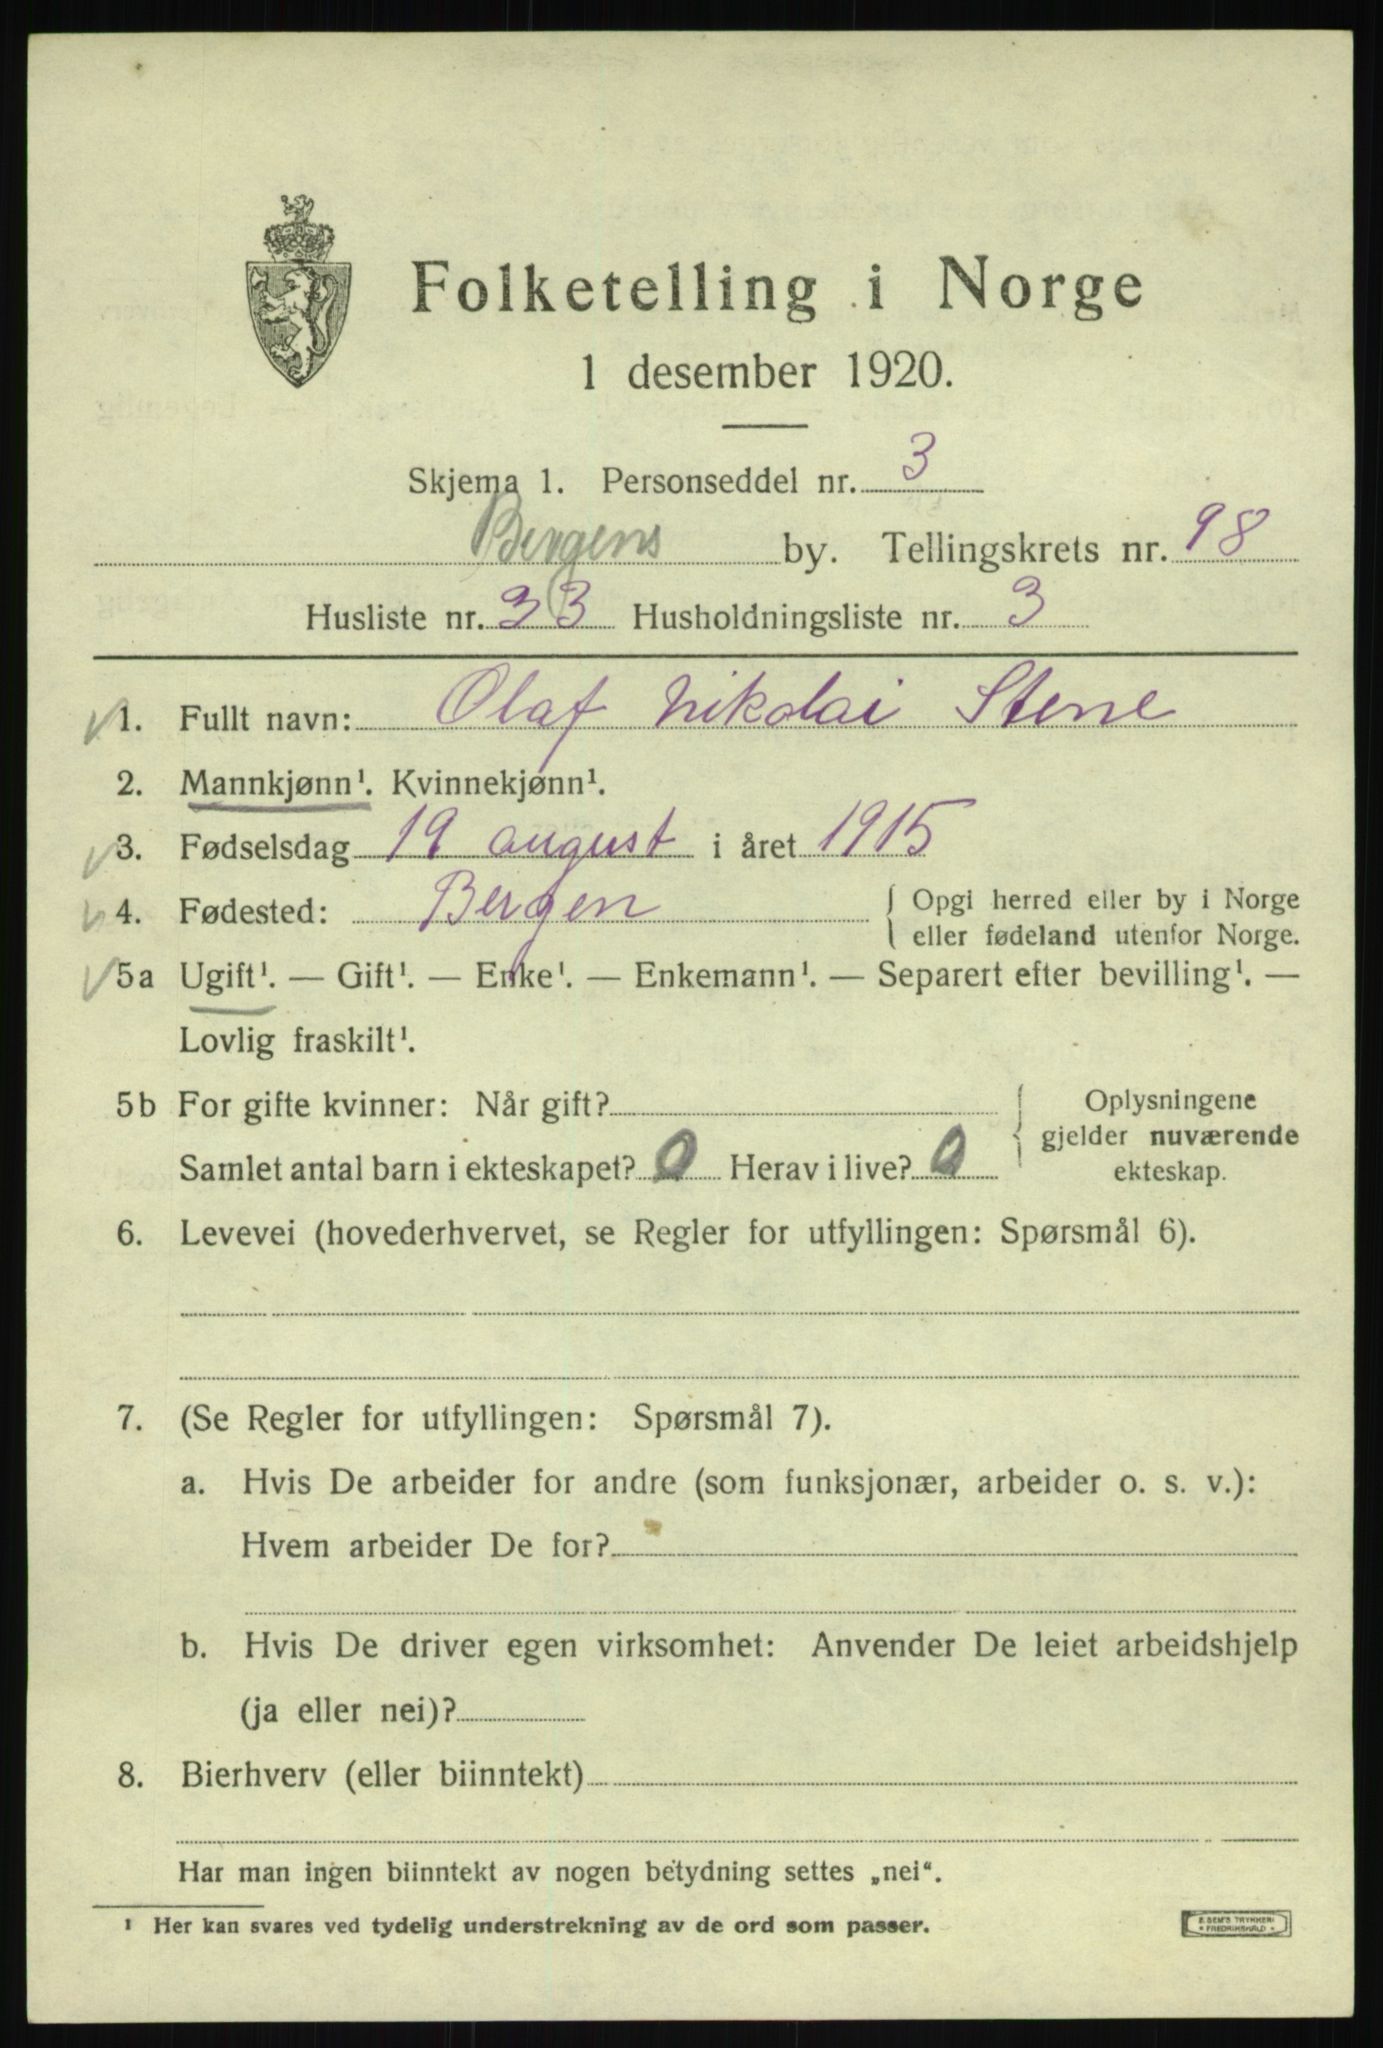 Folketelling i Norge
1 desember 1920.
Skjema 1. Personseddel nr. 3
Bergens by. Tellingskrets nr. 98
Husliste nr. 33 Husholdningsliste nr. 3
1. Fullt navn: Olaf Nikolai Stene
2. Mannkjønn¹. Kvinnekjønn¹.
3. Fødselsdag 19 august i året 1915
4. Fødested: Bergen { Opgi herred eller by i Norge
eller fødeland utenfor Norge.
5a Ugift¹. — Gift¹. — Enke¹. — Enkemann¹. — Separert efter bevilling¹. —
Lovlig fraskilt¹.
5b For gifte kvinner: Når gift? { Oplysningene
gjelder nuværende
ekteskap.
Samlet antal barn i ekteskapet? 0 Herav i live? 0
6. Levevei (hovederhvervet, se Regler for utfyllingen: Spørsmål 6).
7. (Se Regler for utfyllingen: Spørsmål 7).
a. Hvis De arbeider for andre (som funksjonær, arbeider o. s. v.):
Hvem arbeider De for?
b. Hvis De driver egen virksomhet: Anvender De leiet arbeidshjelp
(ja eller nei)?
8. Bierhverv (eller biinntekt)
Har man ingen biinntekt av nogen betydning settes „nei“.
¹ Her kan svares ved tydelig understrekning av de ord som passer.
E. SEM'S TRYKKERI
• FREDRIKSHALD •